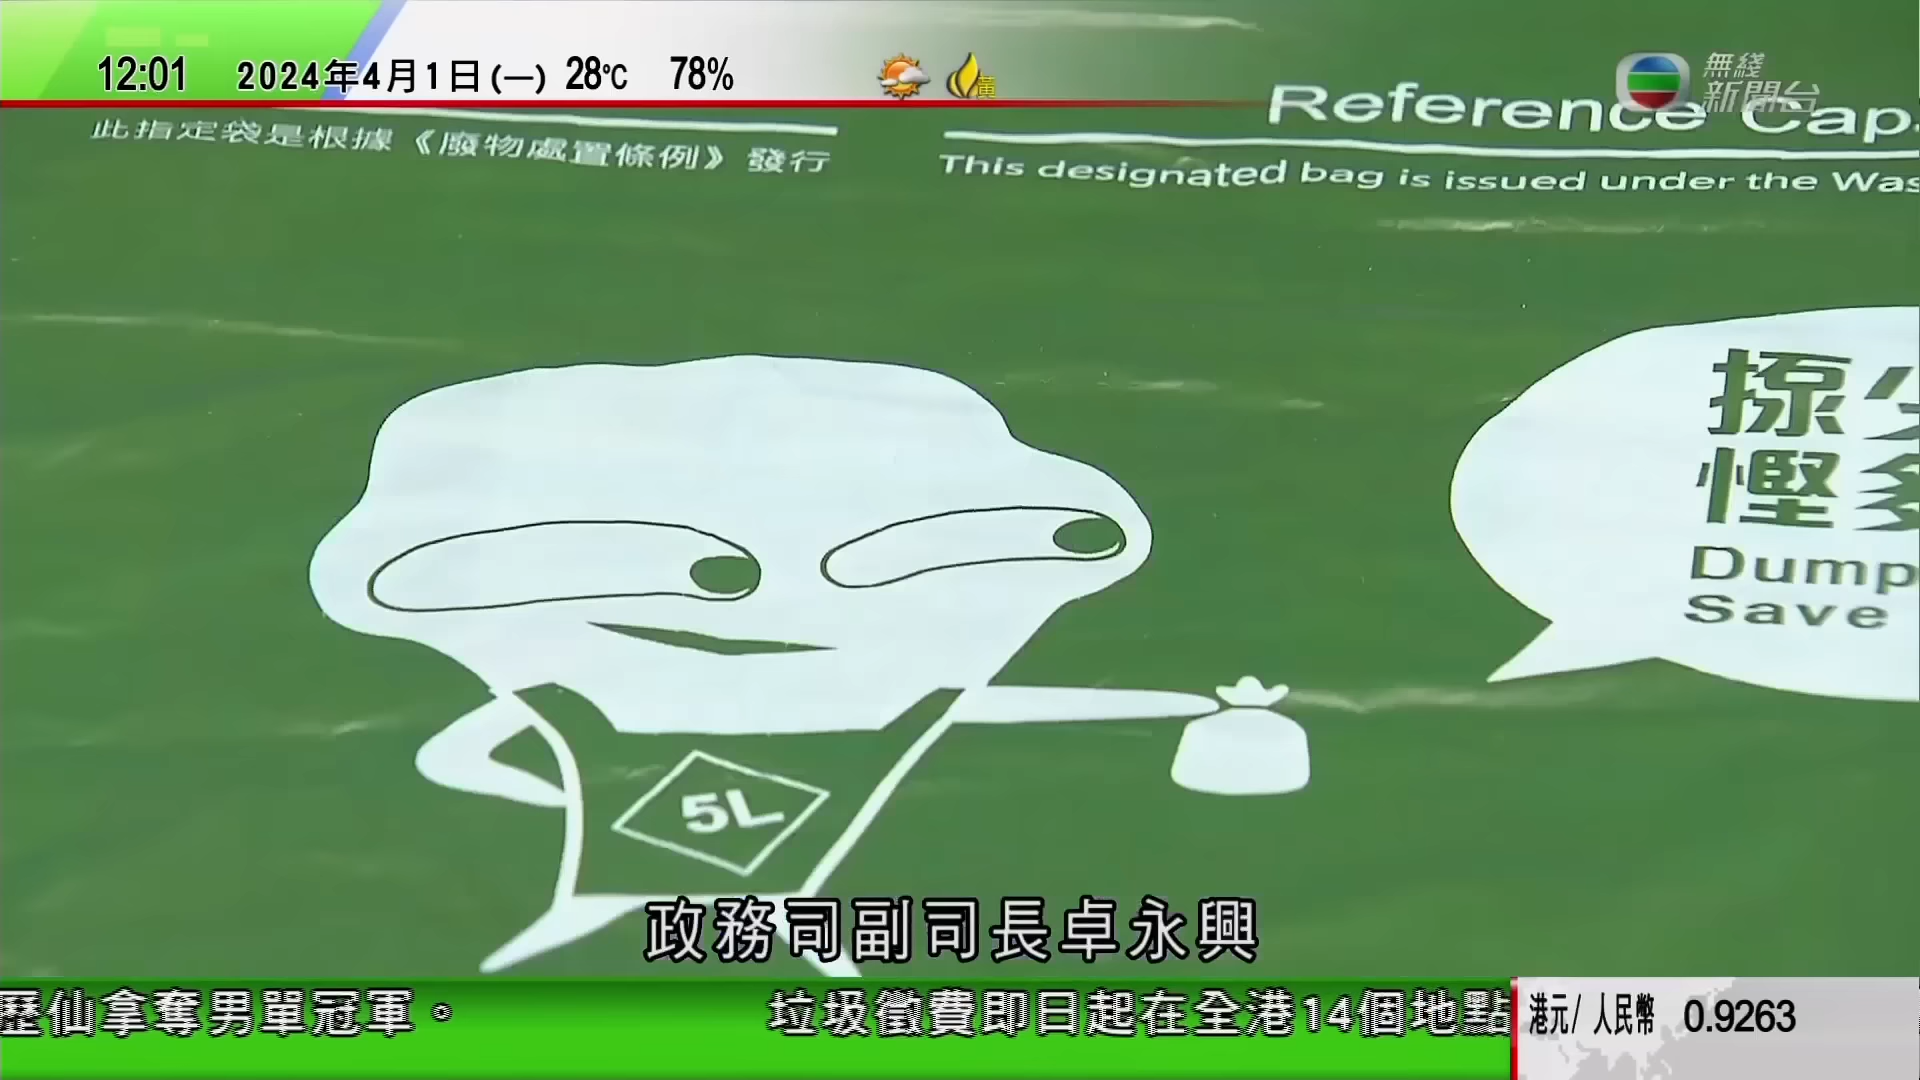 12:01 2024年4月1日(一) 28℃ 78%
黃
無綫
新聞台
Reference
此指定袋是根據《廢物處置條例》發行
This designated bag is issued under the
揼
慳
Dump
Save
5L
政務司副司長卓永興
歷仙拿奪男單冠軍。 垃圾徵費即日起在全港14個地點
港元/人民幣 0.9263